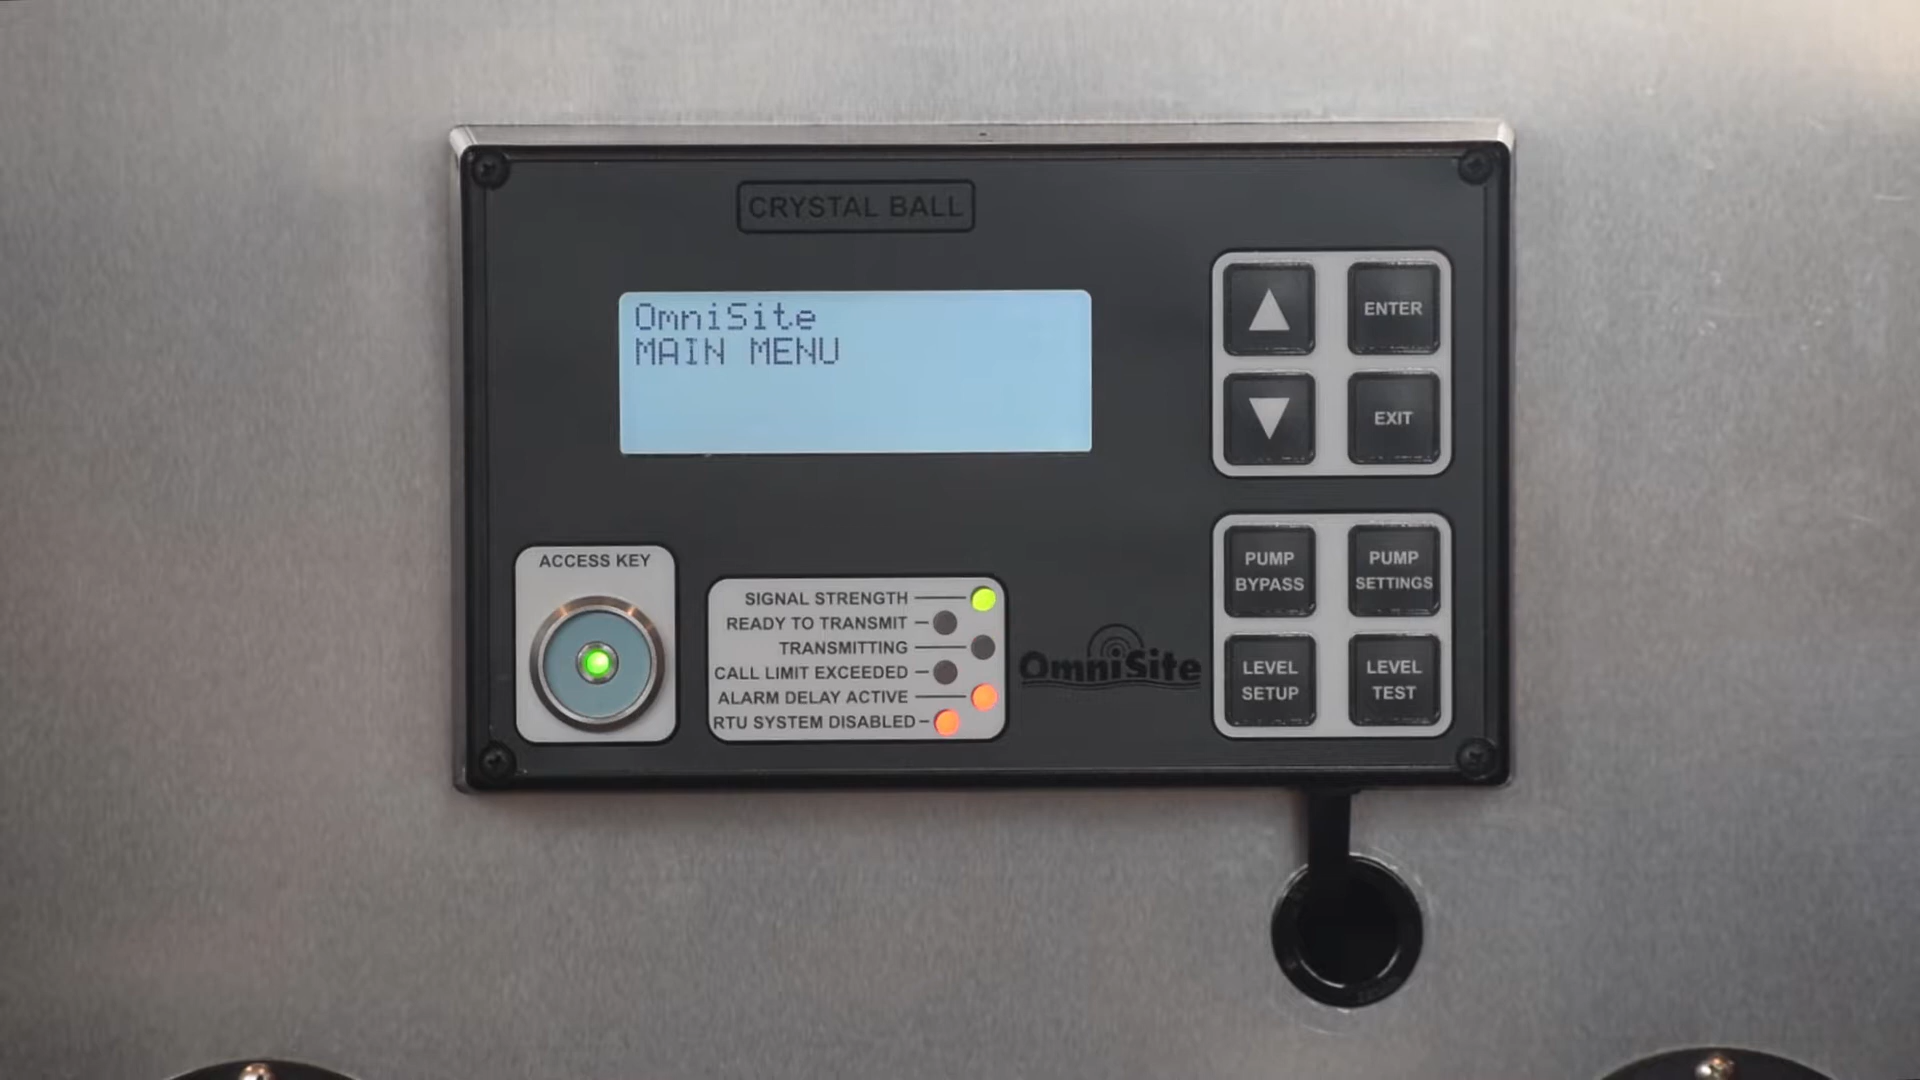 CRYSTAL BALL
OmniSite
MAIN MENU
ENTER
EXIT
ACCESS KEY
SIGNAL STRENGTH
READY TO TRANSMIT
TRANSMITTING
CALL LIMIT EXCEEDED
ALARM DELAY ACTIVE
RTU SYSTEM DISABLED
OmniSite
PUMP
BYPASS
PUMP
SETTINGS
LEVEL
SETUP
LEVEL
TEST